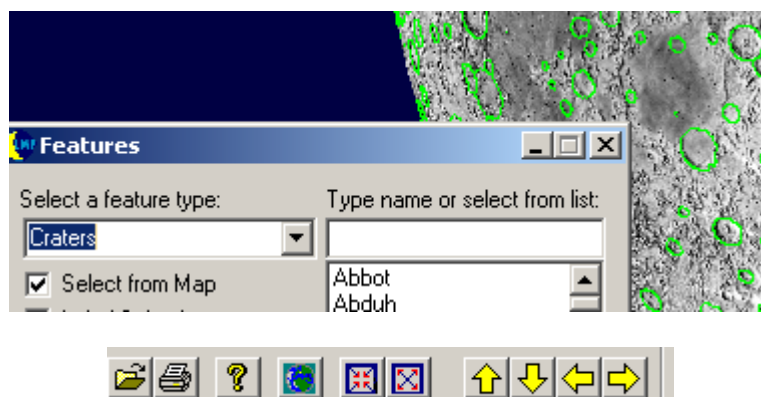 Features
Select a feature type:
Type name or select from list:
Craters
Select from Map
Abbot
Abduh